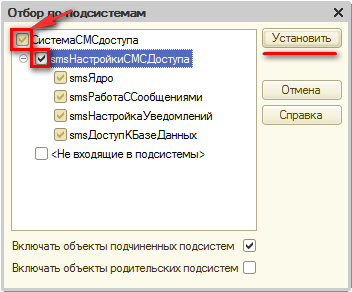 Отбор по подсистемам
СистемаСМСдоступа
Установить
smsНастройкиСМСДоступа
smsЯдро
Отмена
smsРаботаССообщениями
smsНастройкаУведомлений
Справка
smsДоступКБазеДанных
<Не входящие в подсистемы>
Включать объекты подчиненных подсистем
Включать объекты родительских подсистем